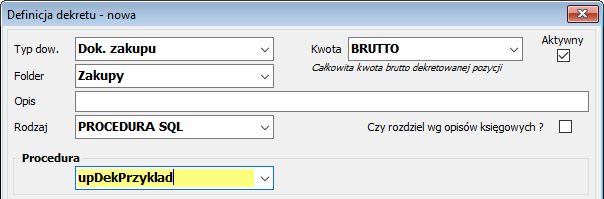 Definicja dekretu - nowa
Typ dow. Dok. zakupu Kwota BRUTTO Aktywny
Folder Zakupy Całkowita kwota brutto dekretowanej pozycji
Opis
Rodzaj PROCEDURA SQL Czy rozdziel wg opisów księgowych ?
Procedura
upDekPrzyklad